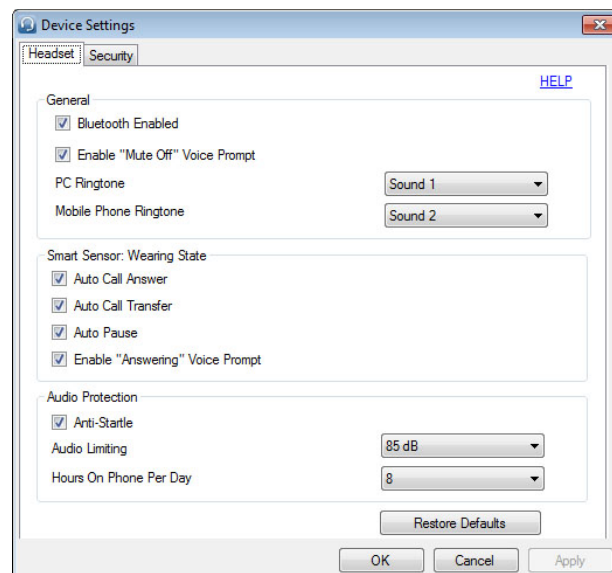 Device Settings
Headset
Security
HELP
General
Bluetooth Enabled
Enable "Mute Off" Voice Prompt
PC Ringtone
Sound 1
Mobile Phone Ringtone
Sound 2
Smart Sensor: Wearing State
Auto Call Answer
Auto Call Transfer
Auto Pause
Enable "Answering" Voice Prompt
Audio Protection
Anti-Startle
Audio Limiting
85 dB
Hours On Phone Per Day
8
Restore Defaults
OK
Cancel
Apply